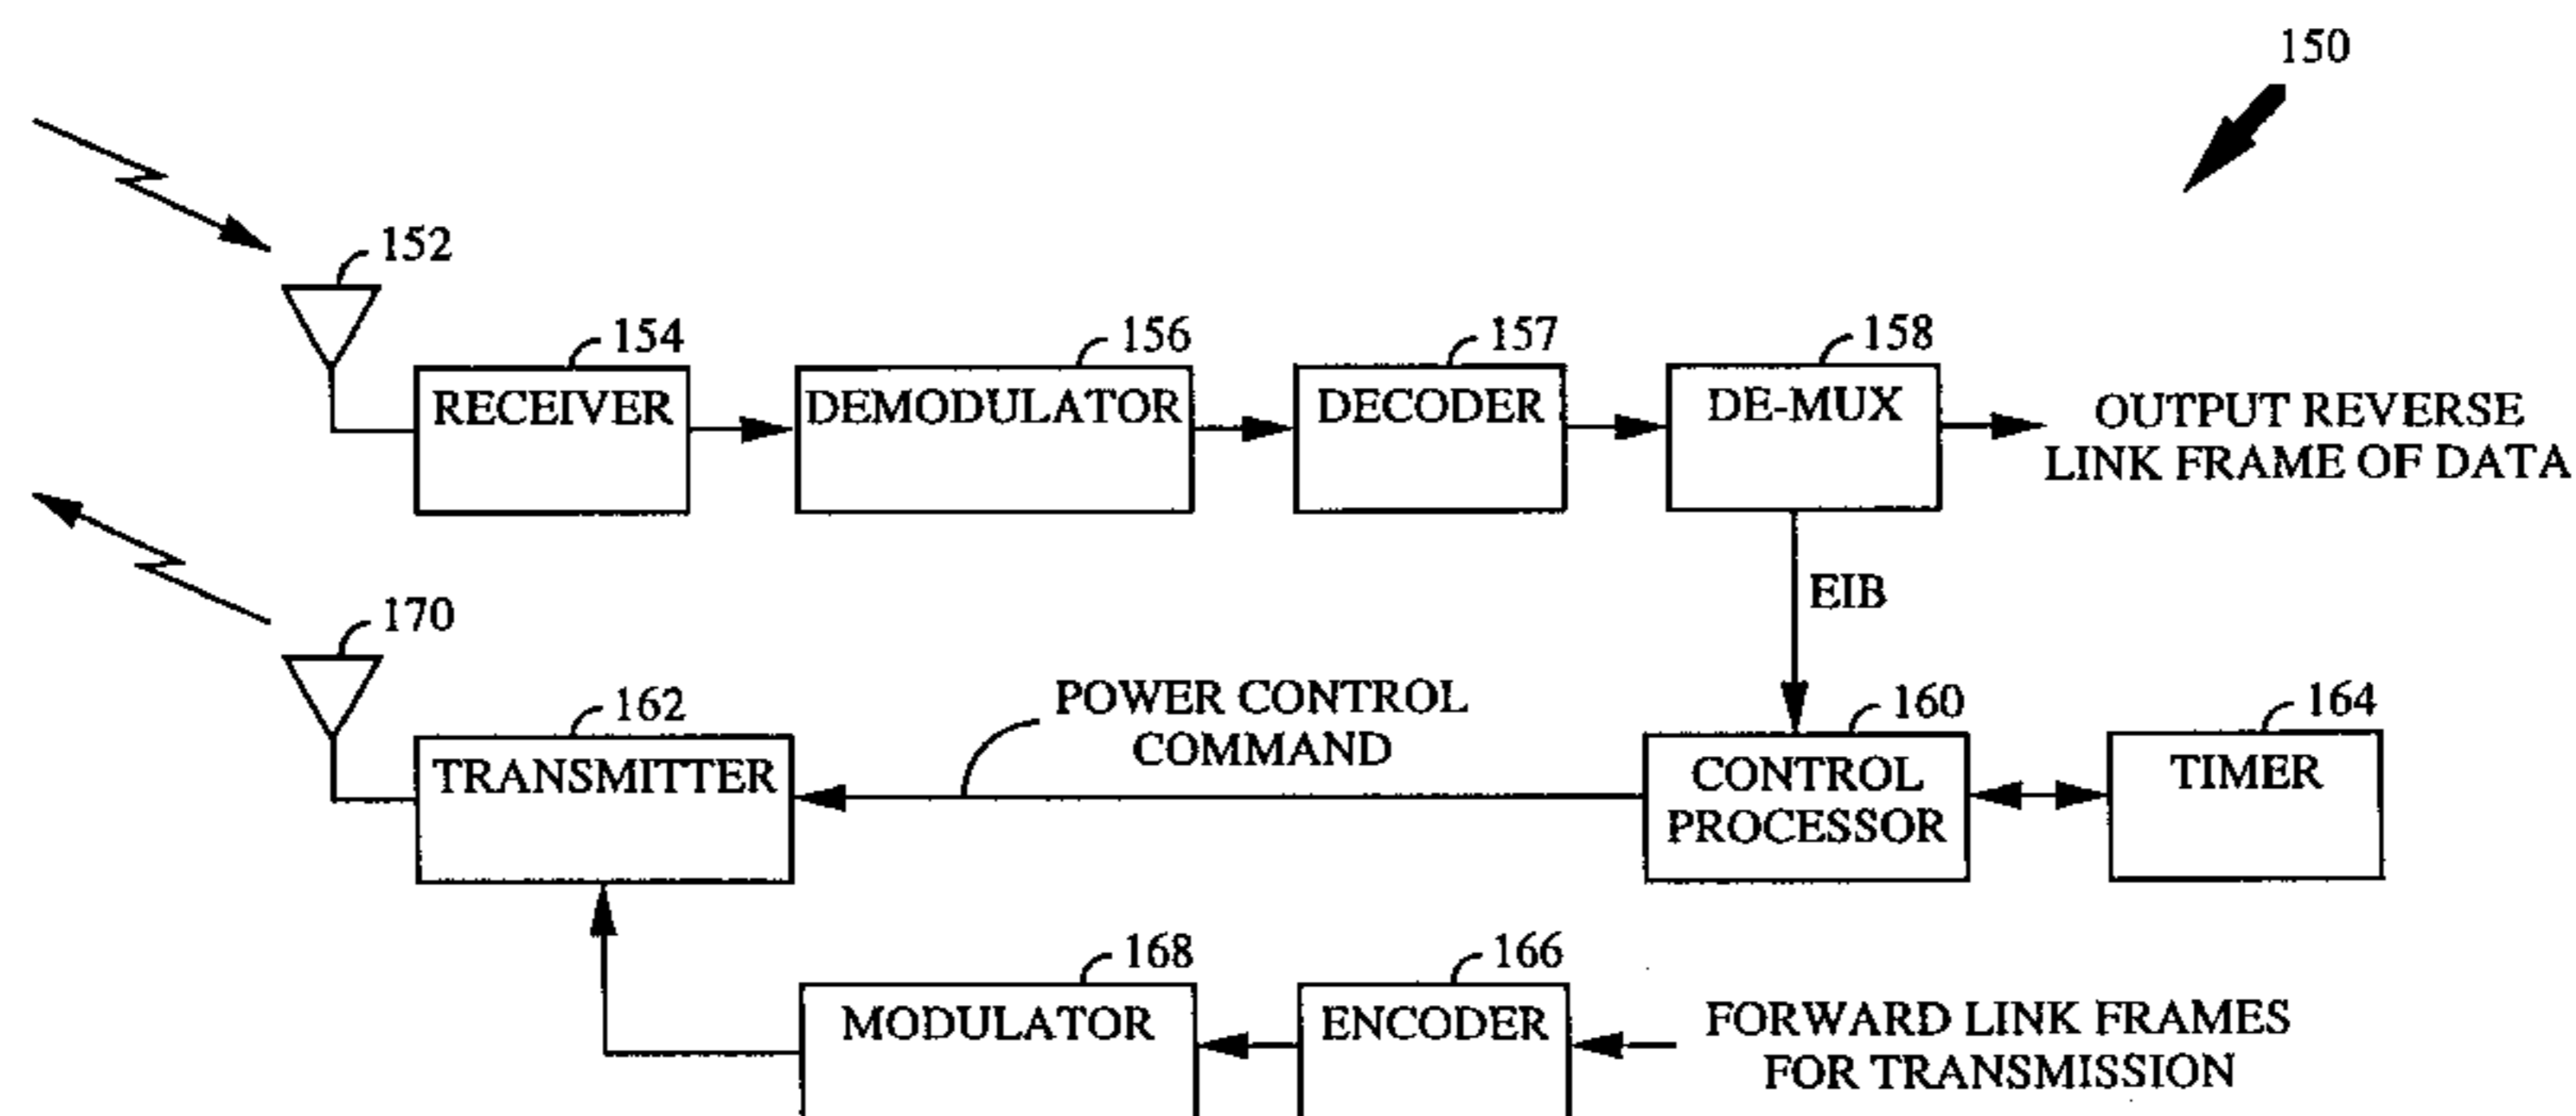 150
152
154
156
157
158
RECEIVER
DEMODULATOR
DECODER
DE-MUX
OUTPUT REVERSE
LINK FRAME OF DATA
EIB
170
162
POWER CONTROL
COMMAND
160
164
TRANSMITTER
CONTROL
PROCESSOR
TIMER
168
166
MODULATOR
ENCODER
FORWARD LINK FRAMES
FOR TRANSMISSION